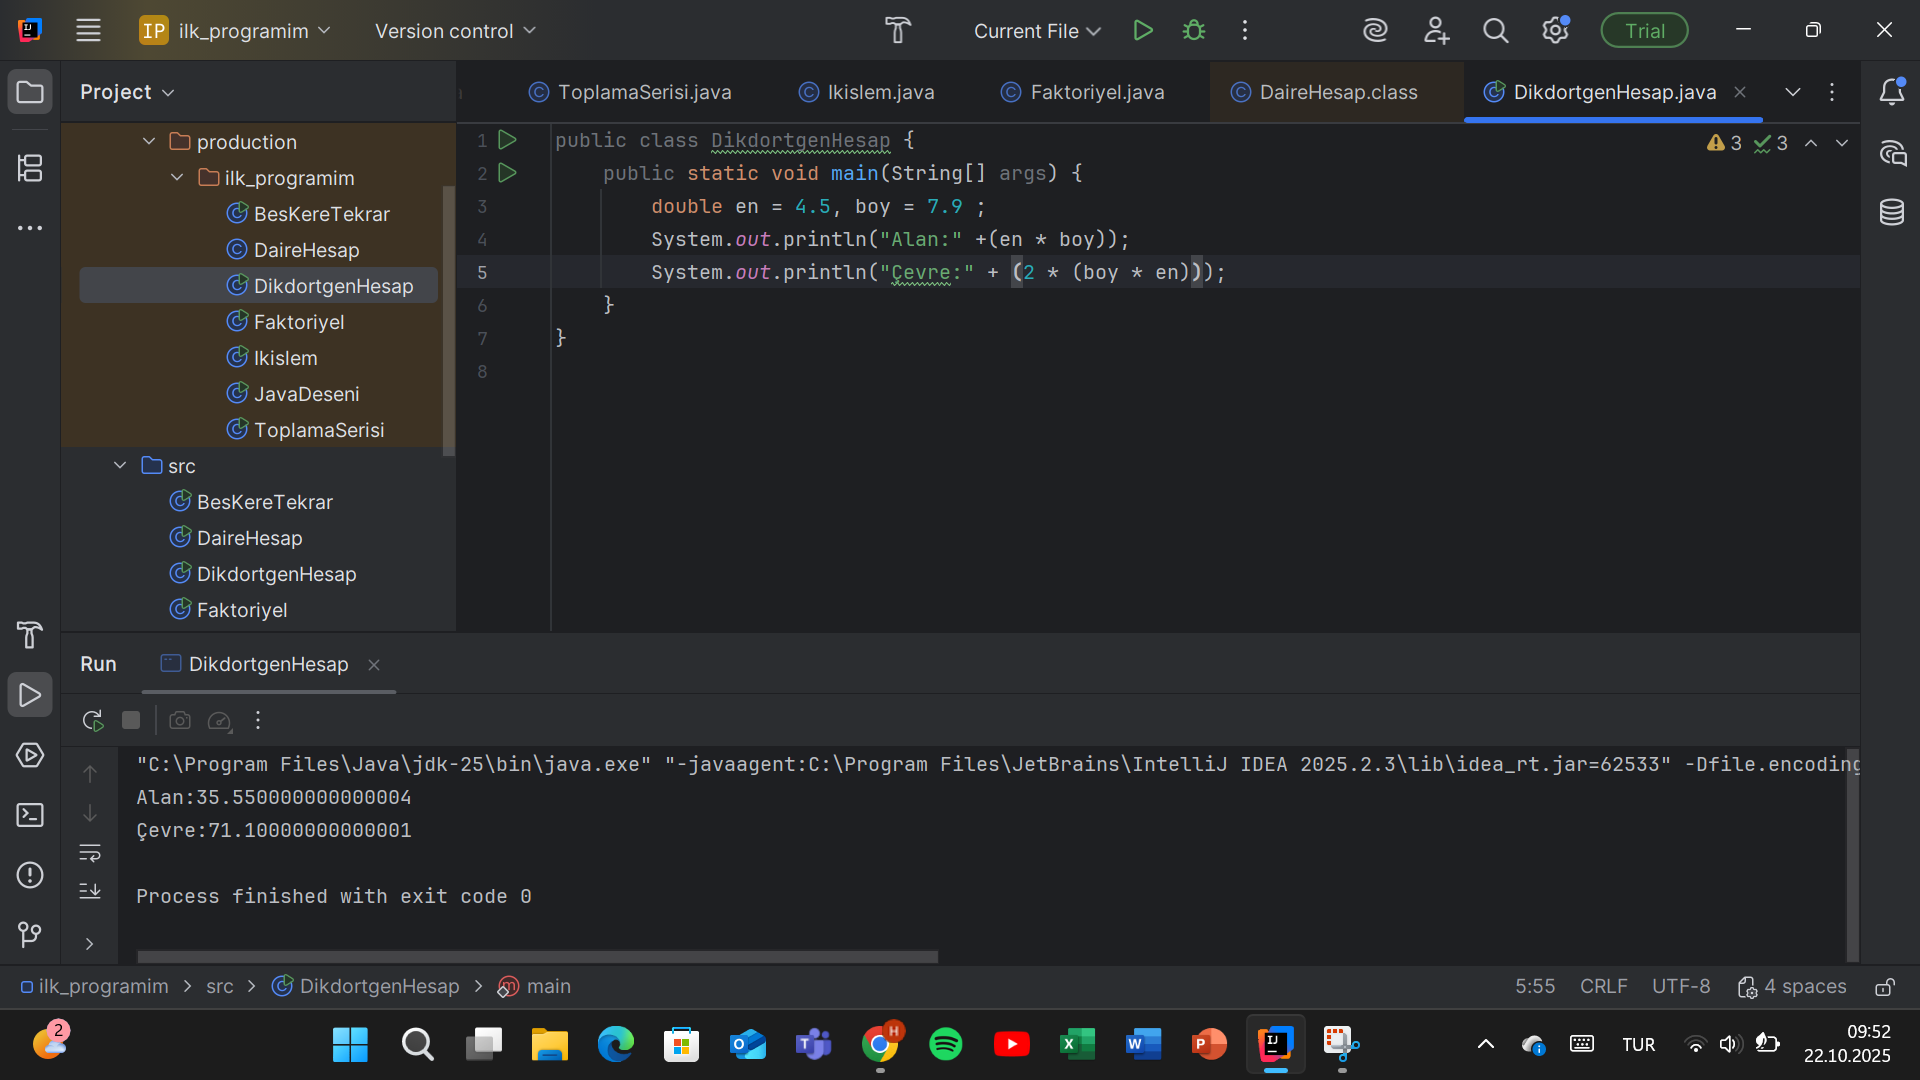 IP ilk_programim Version control Current File Trial
Project ToplamaSerisi.java Ikislem.java Faktoriyel.java DaireHesap.class DikdortgenHesap.java
production
ilk_programim
BesKereTekrar
DaireHesap
DikdortgenHesap
Faktoriyel
Ikislem
JavaDeseni
ToplamaSerisi
src
BesKereTekrar
DaireHesap
DikdortgenHesap
Faktoriyel
1 public class DikdortgenHesap { 3 3
2 public static void main(String[] args) {
3 double en = 4.5, boy = 7.9 ;
4 System.out.println("Alan:" +(en * boy));
5 System.out.println("Çevre:" + (2 * (boy * en)));
6 }
7 }
8
Run DikdortgenHesap
"C:\Program Files\Java\jdk-25\bin\java.exe" "-javaagent:C:\Program Files\JetBrains\IntelliJ IDEA 2025.2.3\lib\idea_rt.jar=62533" -Dfile.encoding
Alan:35.550000000000004
Çevre:71.10000000000001
Process finished with exit code 0
ilk_programim > src > DikdortgenHesap > main 5:55 CRLF UTF-8 4 spaces
2 H TUR 09:52
22.10.2025